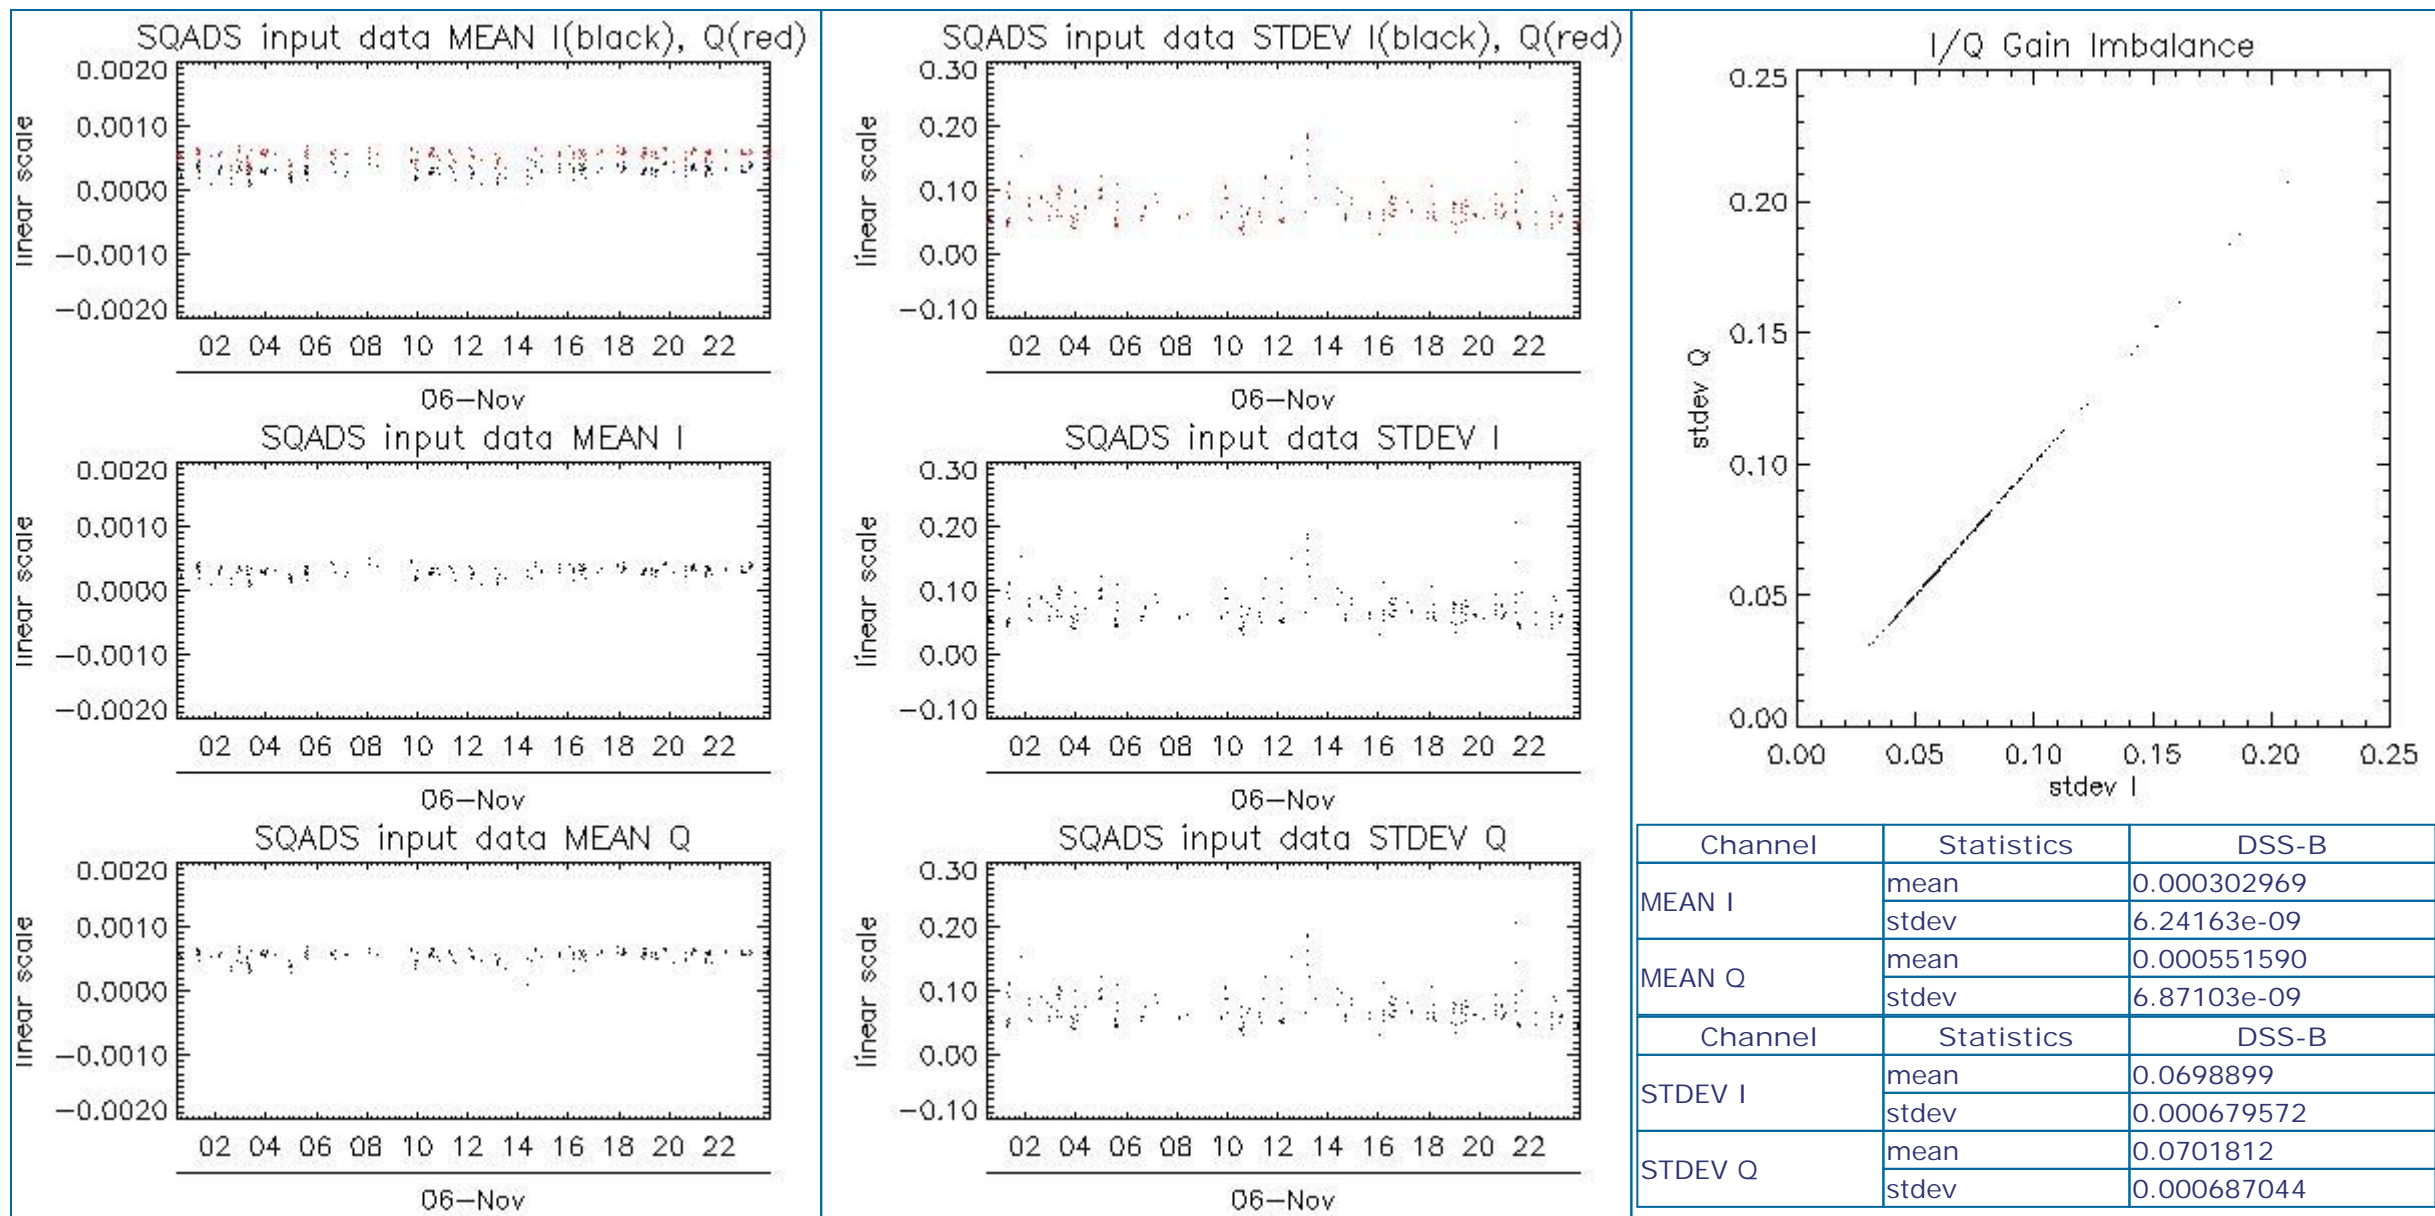 SQADS input data MEAN I(black), Q(red)
0.0020
0.0010
0.0000
−0.0010
−0.0020
linear scale
02 04 06 08 10 12 14 16 18 20 22
06−Nov
SQADS input data MEAN I
0.0020
0.0010
0.0000
−0.0010
−0.0020
linear scale
02 04 06 08 10 12 14 16 18 20 22
06−Nov
SQADS input data MEAN Q
0.0020
0.0010
0.0000
−0.0010
−0.0020
linear scale
02 04 06 08 10 12 14 16 18 20 22
06−Nov
SQADS input data STDEV I(black), Q(red)
0.30
0.20
0.10
0.00
−0.10
linear scale
02 04 06 08 10 12 14 16 18 20 22
06−Nov
SQADS input data STDEV I
0.30
0.20
0.10
0.00
−0.10
linear scale
02 04 06 08 10 12 14 16 18 20 22
06−Nov
SQADS input data STDEV Q
0.30
0.20
0.10
0.00
−0.10
linear scale
02 04 06 08 10 12 14 16 18 20 22
06−Nov
I/Q Gain Imbalance
0.25
0.20
0.15
0.10
0.05
0.00
stdev Q
0.00 0.05 0.10 0.15 0.20 0.25
stdev I
Channel Statistics DSS-B
MEAN I mean 0.000302969
stdev 6.24163e-09
MEAN Q mean 0.000551590
stdev 6.87103e-09
Channel Statistics DSS-B
STDEV I mean 0.0698899
stdev 0.000679572
STDEV Q mean 0.0701812
stdev 0.000687044